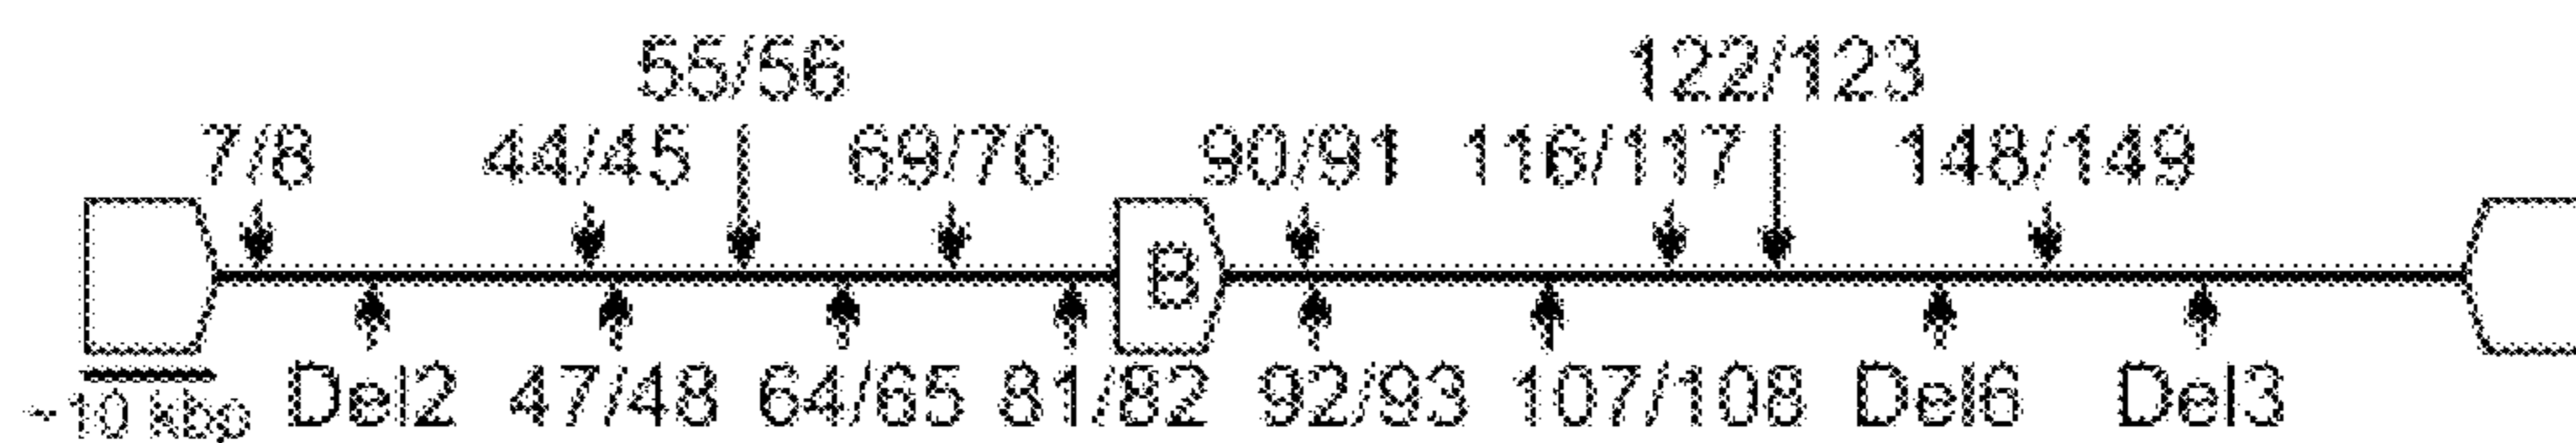 55/56 122/123
7/8 44/45 69/70 90/91 116/117 148/149
B
Del2 47/48 64/65 81/82 92/93 107/108 Del6 Del3
~10 kbp